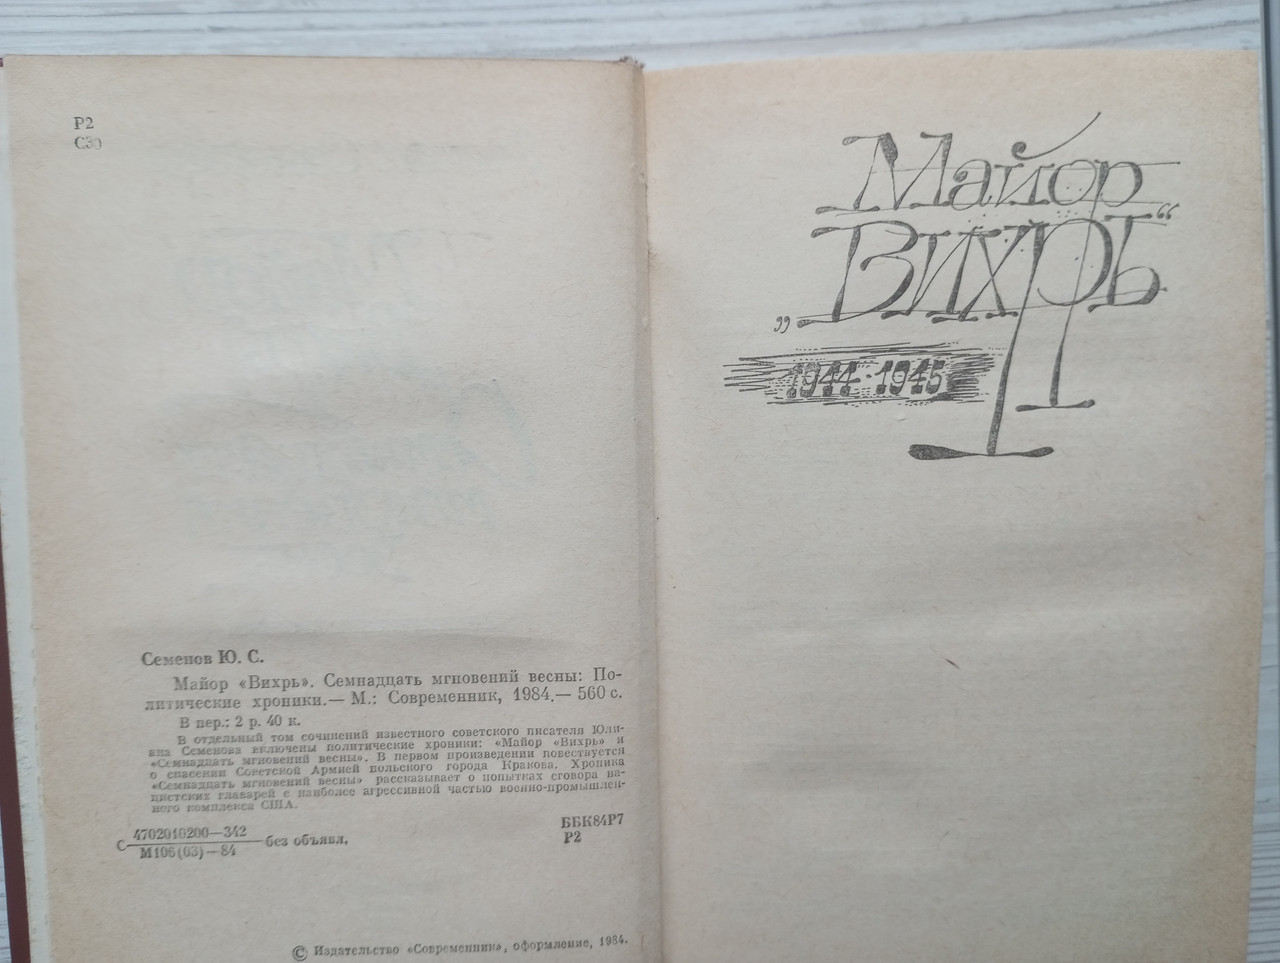 Р2
С30
Семенов Ю. С.
Майор «Вихрь». Семнадцать мгновений весны: По-
литические хроники.— М.: Современник, 1984.— 560 с.
В пер.: 2 р. 40 к.
В отдельный том сочинений известного советского писателя Юли-
ана Семенова включены политические хроники: «Майор «Вихрь» и
«Семнадцать мгновений весны». В первом произведении повествуется
о спасении Советской Армией польского города Кракова. Хроника
«Семнадцать мгновений весны» рассказывает о попытках сговора на-
цистских главарей с наиболее агрессивной частью военно-промышлен-
ного комплекса США.
С 4702010200—342
М106(03)—84 без объявл.
ББК84Р7
Р2
© Издательство «Современник», оформление, 1984.
Майор
„Вихрь“
1944-1945